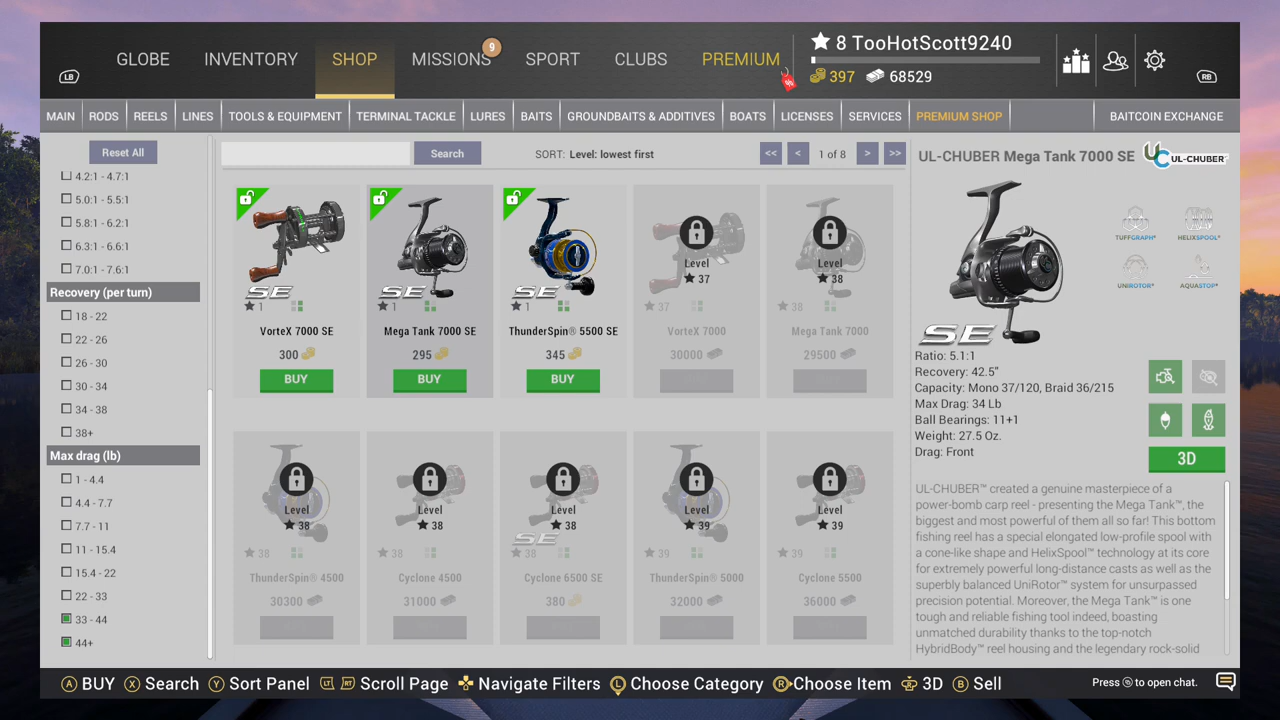 GLOBE INVENTORY SHOP MISSIONS 9 SPORT CLUBS PREMIUM
8 TooHotScott9240
397 68529
LB
RB
MAIN RODS REELS LINES TOOLS & EQUIPMENT TERMINAL TACKLE LURES BAITS GROUNDBAITS & ADDITIVES BOATS LICENSES SERVICES PREMIUM SHOP BAITCOIN EXCHANGE
Reset All
4.2:1 - 4.7:1
5.0:1 - 5.5:1
5.8:1 - 6.2:1
6.3:1 - 6.6:1
7.0:1 - 7.6:1
Recovery (per turn)
18 - 22
22 - 26
26 - 30
30 - 34
34 - 38
38+
Max drag (lb)
1 - 4.4
4.4 - 7.7
7.7 - 11
11 - 15.4
15.4 - 22
22 - 33
33 - 44
44+
Search SORT: Level: lowest first << < 1 of 8 > >>
SE
1
VorteX 7000 SE
300
BUY
SE
1
Mega Tank 7000 SE
295
BUY
SE
1
ThunderSpin® 5500 SE
345
BUY
Level
37
37
VorteX 7000
30000
Level
38
38
Mega Tank 7000
29500
Level
38
38
ThunderSpin® 4500
30300
Level
38
38
Cyclone 4500
31000
Level
38
SE
38
Cyclone 6500 SE
380
Level
39
39
ThunderSpin® 5000
32000
Level
39
39
Cyclone 5500
36000
UL-CHUBER Mega Tank 7000 SE
UL-CHUBER
TUFFGRAPH® HELIXSPOOL®
UNIROTOR® AQUASTOP®
SE
Ratio: 5.1:1
Recovery: 42.5"
Capacity: Mono 37/120, Braid 36/215
Max Drag: 34 Lb
Ball Bearings: 11+1
Weight: 27.5 Oz.
Drag: Front
3D
UL-CHUBER™ created a genuine masterpiece of a
power-bomb carp reel - presenting the Mega Tank™, the
biggest and most powerful of them all so far! This bottom
fishing reel has a special elongated low-profile spool with
a cone-like shape and HelixSpool™ technology at its core
for extremely powerful long-distance casts as well as the
superbly balanced UniRotor™ system for unsurpassed
precision potential. Moreover, the Mega Tank™ is one
tough and reliable fishing tool indeed, boasting
unmatched durability thanks to the top-notch
HybridBody™ reel housing and the legendary rock-solid
A BUY X Search Y Sort Panel LT RT Scroll Page Navigate Filters L Choose Category R Choose Item 3D B Sell
Press to open chat.